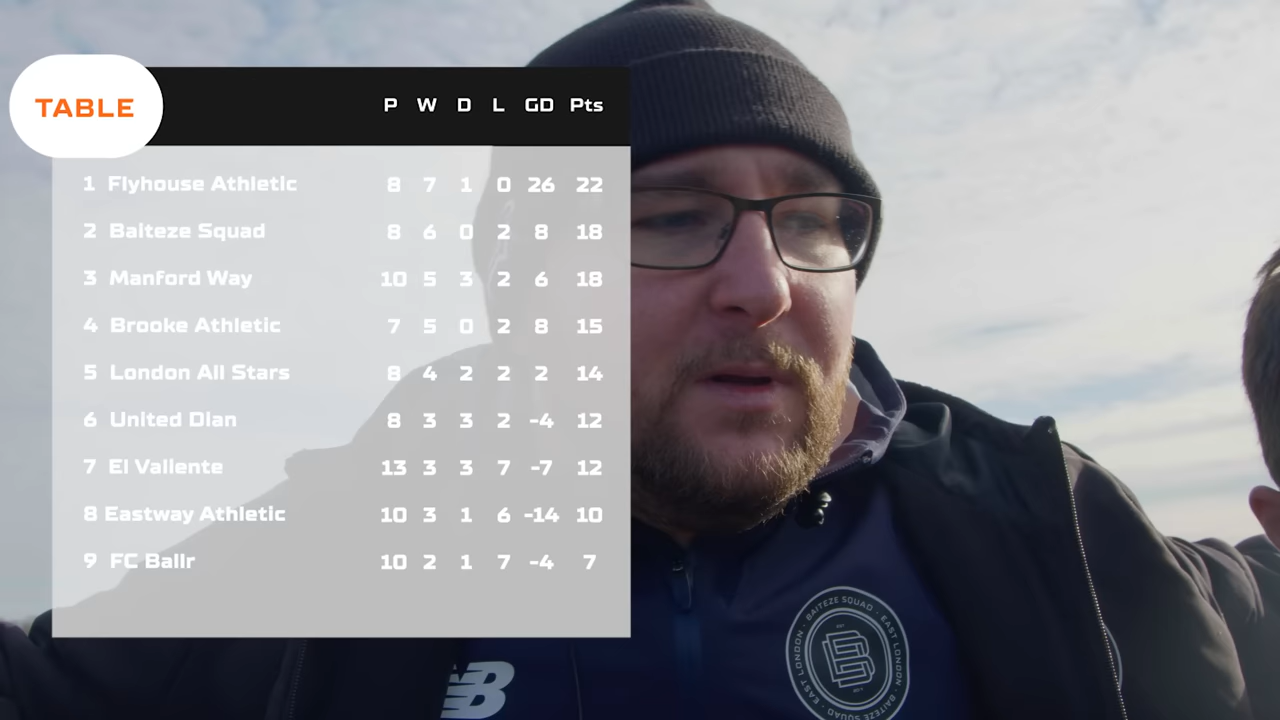 TABLE
P W D L GD Pts
1 Flyhouse Athletic 8 7 1 0 26 22
2 Baiteze Squad 8 6 0 2 8 18
3 Manford Way 10 5 3 2 6 18
4 Brooke Athletic 7 5 0 2 8 15
5 London All Stars 8 4 2 2 2 14
6 United Dian 8 3 3 2 -4 12
7 El Valiente 13 3 3 7 -7 12
8 Eastway Athletic 10 3 1 6 -14 10
9 FC Ballr 10 2 1 7 -4 7
NB
BAITEZE SQUAD · EAST LONDON · BAITEZE SQUAD · EAST LONDON ·